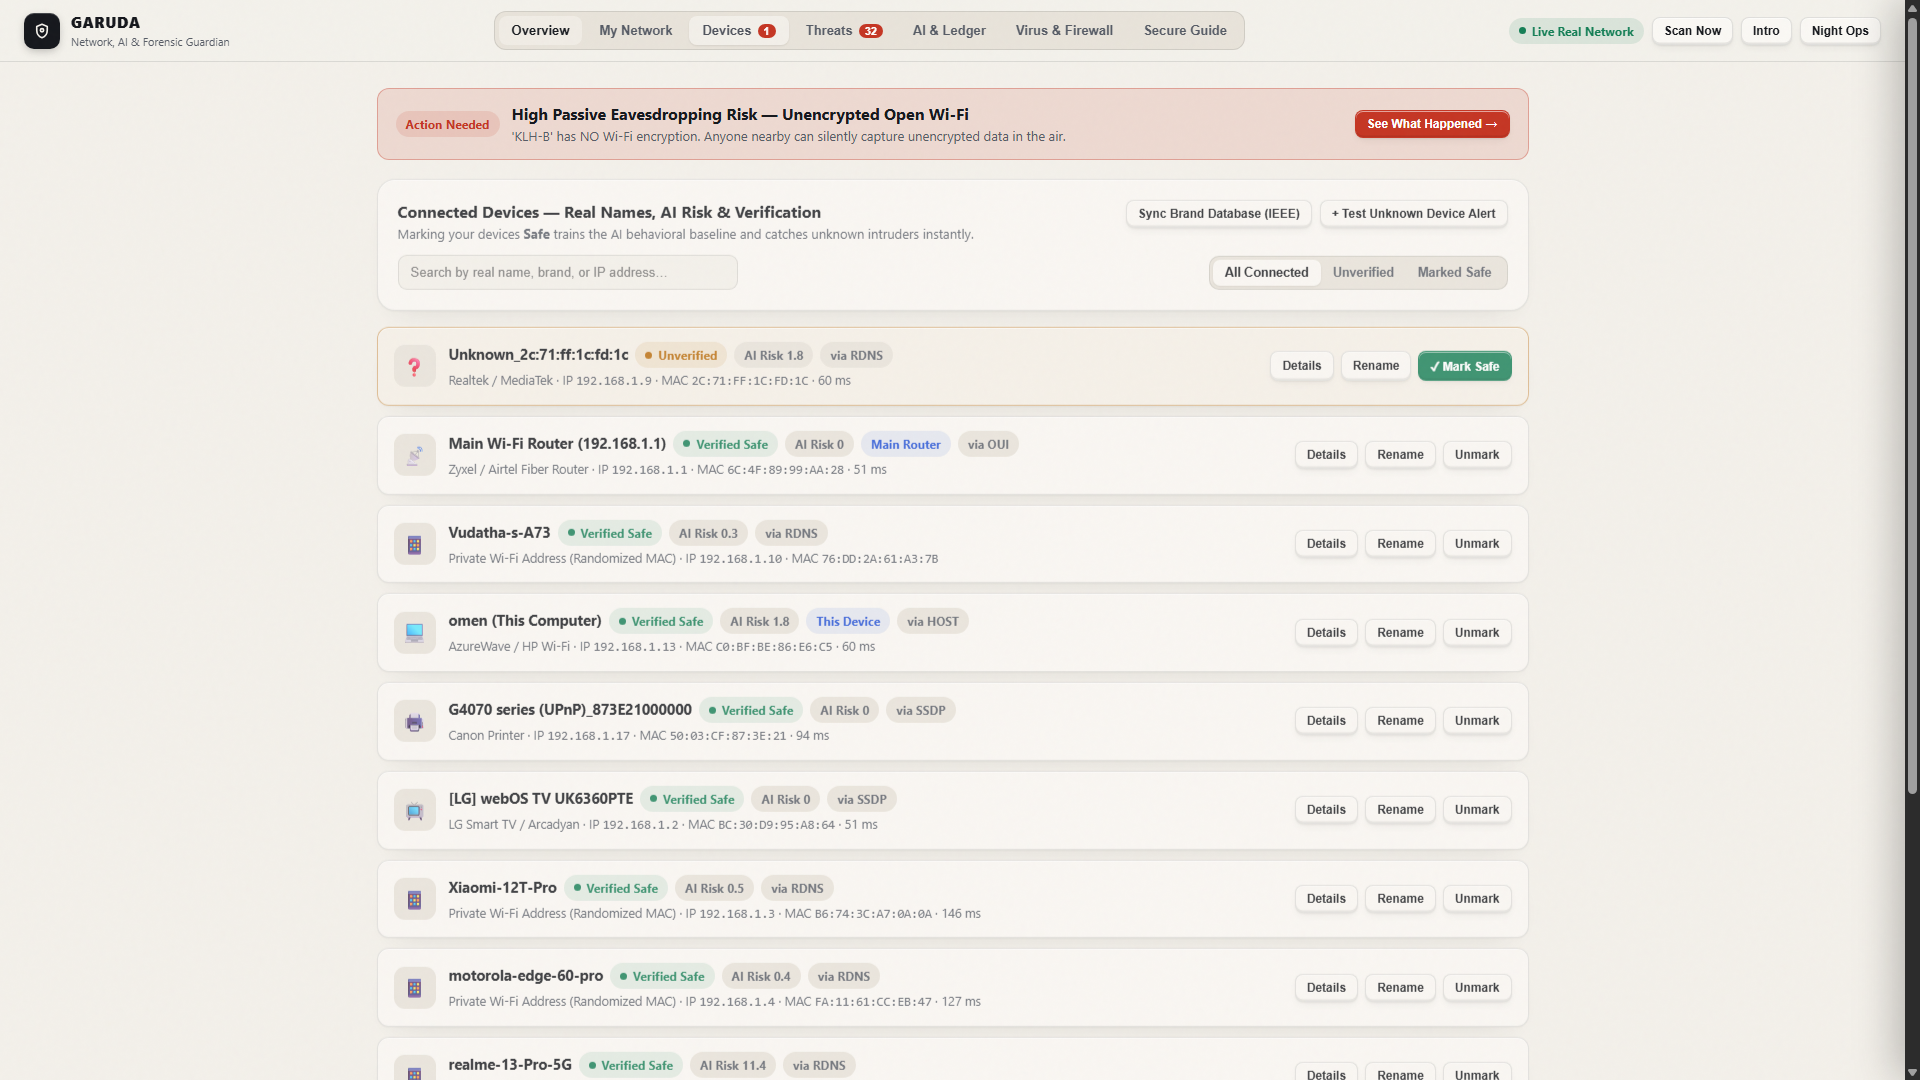 GARUDA
Network, AI & Forensic Guardian
Overview
My Network
Devices 1
Threats 32
AI & Ledger
Virus & Firewall
Secure Guide
Live Real Network
Scan Now
Intro
Night Ops
Action Needed
High Passive Eavesdropping Risk — Unencrypted Open Wi-Fi
'KLH-B' has NO Wi-Fi encryption. Anyone nearby can silently capture unencrypted data in the air.
See What Happened →
Connected Devices — Real Names, AI Risk & Verification
Marking your devices Safe trains the AI behavioral baseline and catches unknown intruders instantly.
Sync Brand Database (IEEE)
+ Test Unknown Device Alert
Search by real name, brand, or IP address...
All Connected
Unverified
Marked Safe
Unknown_2c:71:ff:1c:fd:1c Unverified AI Risk 1.8 via RDNS
Realtek / MediaTek · IP 192.168.1.9 · MAC 2C:71:FF:1C:FD:1C · 60 ms
Details Rename ✓ Mark Safe
Main Wi-Fi Router (192.168.1.1) Verified Safe AI Risk 0 Main Router via OUI
Zyxel / Airtel Fiber Router · IP 192.168.1.1 · MAC 6C:4F:89:99:AA:28 · 51 ms
Details Rename Unmark
Vudatha-s-A73 Verified Safe AI Risk 0.3 via RDNS
Private Wi-Fi Address (Randomized MAC) · IP 192.168.1.10 · MAC 76:DD:2A:61:A3:7B
Details Rename Unmark
omen (This Computer) Verified Safe AI Risk 1.8 This Device via HOST
AzureWave / HP Wi-Fi · IP 192.168.1.13 · MAC C0:BF:BE:86:E6:C5 · 60 ms
Details Rename Unmark
G4070 series (UPnP)_873E21000000 Verified Safe AI Risk 0 via SSDP
Canon Printer · IP 192.168.1.17 · MAC 50:03:CF:87:3E:21 · 94 ms
Details Rename Unmark
[LG] webOS TV UK6360PTE Verified Safe AI Risk 0 via SSDP
LG Smart TV / Arcadyan · IP 192.168.1.2 · MAC BC:30:D9:95:A8:64 · 51 ms
Details Rename Unmark
Xiaomi-12T-Pro Verified Safe AI Risk 0.5 via RDNS
Private Wi-Fi Address (Randomized MAC) · IP 192.168.1.3 · MAC B6:74:3C:A7:0A:0A · 146 ms
Details Rename Unmark
motorola-edge-60-pro Verified Safe AI Risk 0.4 via RDNS
Private Wi-Fi Address (Randomized MAC) · IP 192.168.1.4 · MAC FA:11:61:CC:EB:47 · 127 ms
Details Rename Unmark
realme-13-Pro-5G Verified Safe AI Risk 11.4 via RDNS
Details Rename Unmark